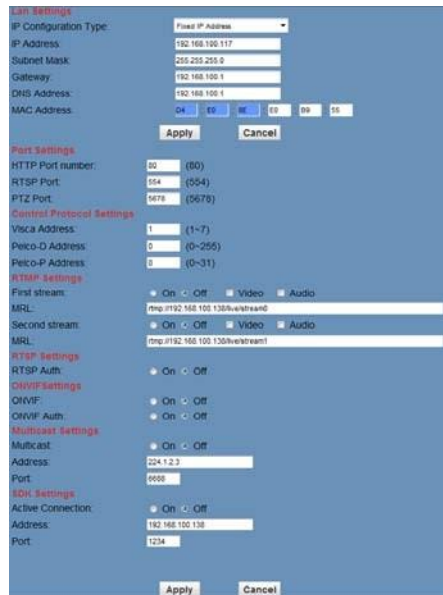 Lan Settings
IP Configuration Type: Fixed IP Address
IP Address: 192.168.100.117
Subnet Mask: 255.255.255.0
Gateway: 192.168.100.1
DNS Address: 192.168.100.1
MAC Address: D4 : E0 : 8E : E0 : B9 : 55
Apply Cancel
Port Settings
HTTP Port number: 80 (80)
RTSP Port: 554 (554)
PTZ Port: 5678 (5678)
Control Protocol Settings
Visca Address: 1 (1~7)
Pelco-D Address: 0 (0~255)
Pelco-P Address: 0 (0~31)
RTMP Settings
First stream: On Off Video Audio
MRL: rtmp://192.168.100.138/live/stream0
Second stream: On Off Video Audio
MRL: rtmp://192.168.100.138/live/stream1
RTSP Settings
RTSP Auth: On Off
ONVIFSettings
ONVIF: On Off
ONVIF Auth: On Off
Multicast Settings
Multicast: On Off
Address: 224.1.2.3
Port: 6688
SDK Settings
Active Connection: On Off
Address: 192.168.100.138
Port: 1234
Apply Cancel